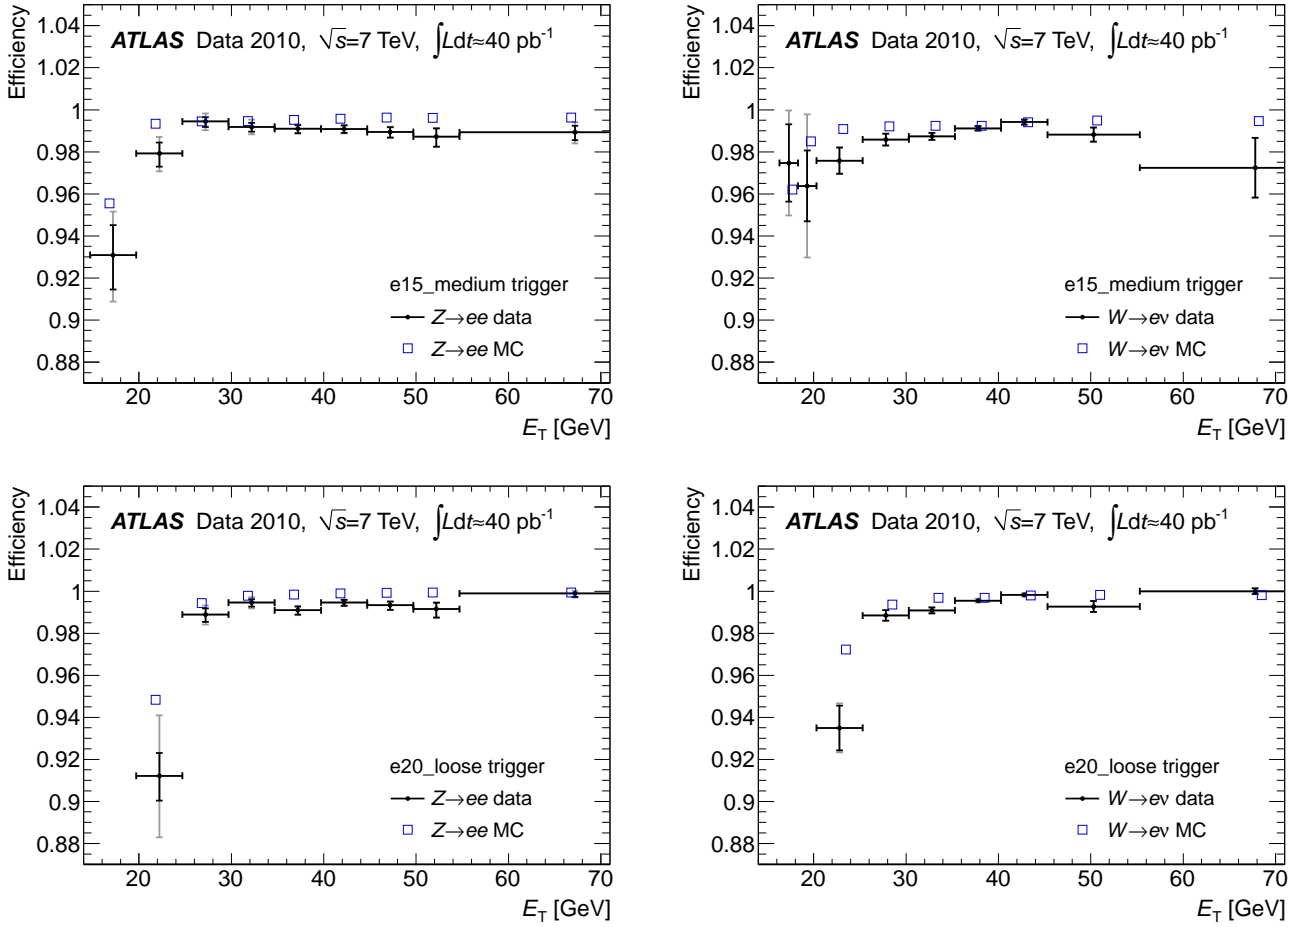 Efficiency
ATLAS Data 2010, √s=7 TeV, ∫Ldt≈40 pb⁻¹
1.04
1.02
1
0.98
0.96
0.94
0.92
0.9
0.88
e15_medium trigger
Z→ee data
Z→ee MC
20 30 40 50 60 70
E_T [GeV]
Efficiency
ATLAS Data 2010, √s=7 TeV, ∫Ldt≈40 pb⁻¹
1.04
1.02
1
0.98
0.96
0.94
0.92
0.9
0.88
e15_medium trigger
W→eν data
W→eν MC
20 30 40 50 60 70
E_T [GeV]
Efficiency
ATLAS Data 2010, √s=7 TeV, ∫Ldt≈40 pb⁻¹
1.04
1.02
1
0.98
0.96
0.94
0.92
0.9
0.88
e20_loose trigger
Z→ee data
Z→ee MC
20 30 40 50 60 70
E_T [GeV]
Efficiency
ATLAS Data 2010, √s=7 TeV, ∫Ldt≈40 pb⁻¹
1.04
1.02
1
0.98
0.96
0.94
0.92
0.9
0.88
e20_loose trigger
W→eν data
W→eν MC
20 30 40 50 60 70
E_T [GeV]